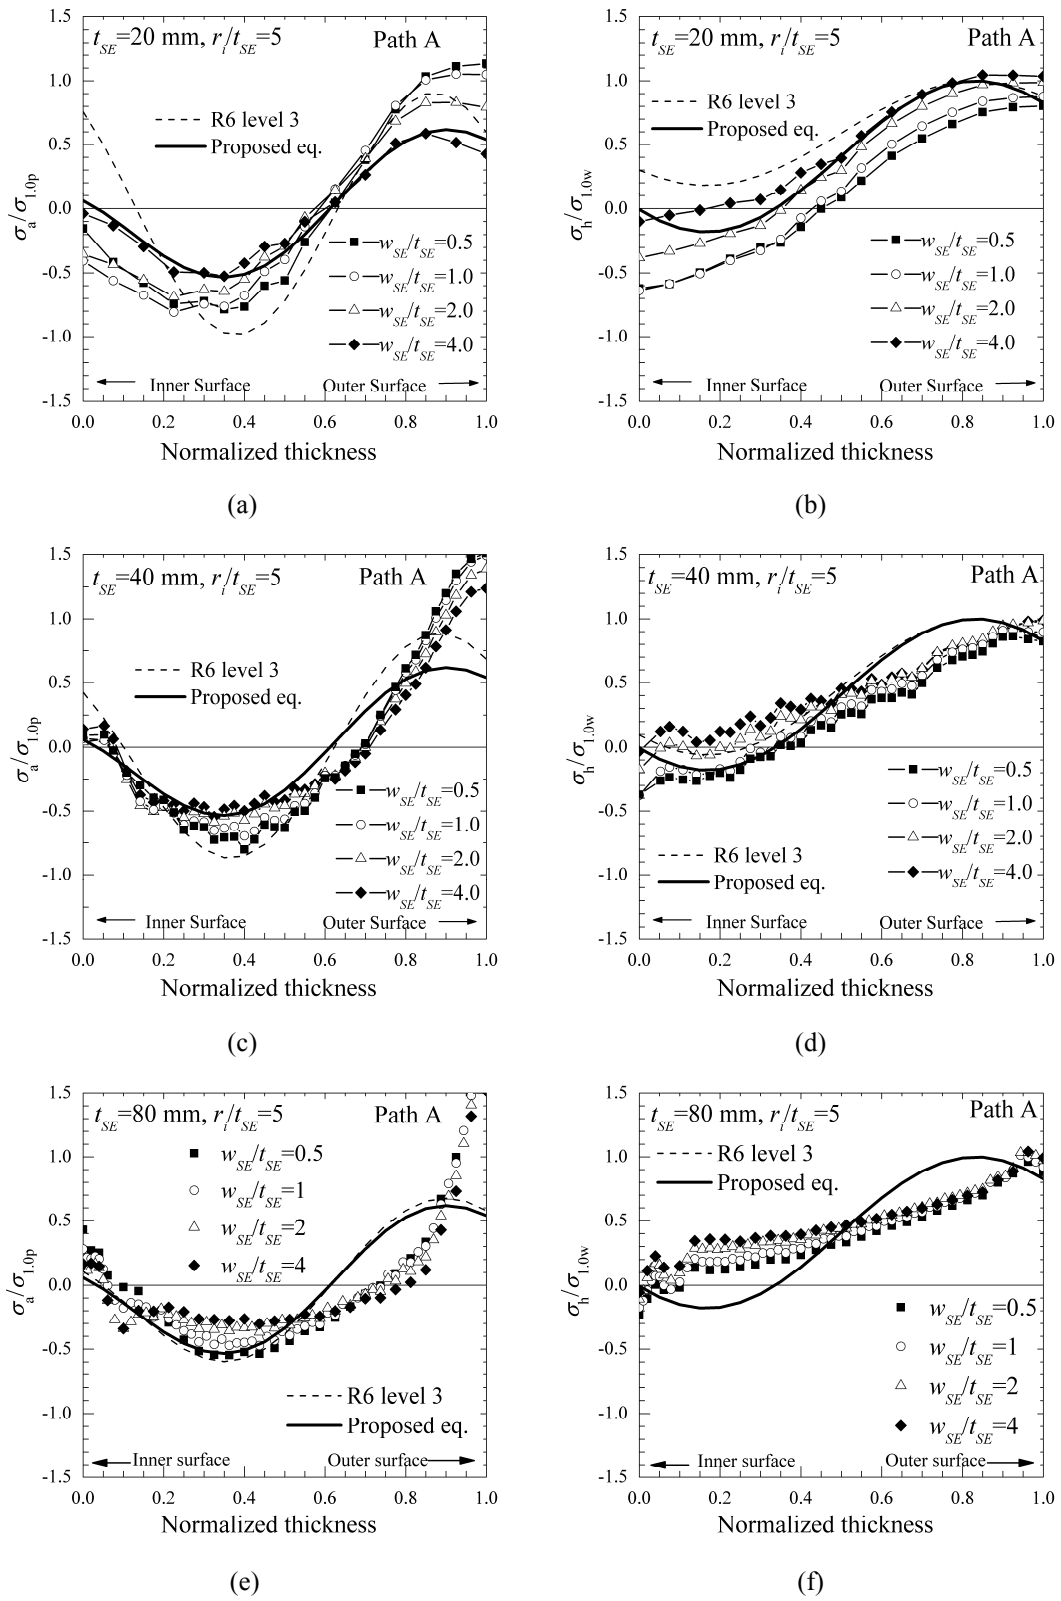 t_SE=20 mm, r_i/t_SE=5 Path A
R6 level 3
Proposed eq.
w_SE/t_SE=0.5
w_SE/t_SE=1.0
w_SE/t_SE=2.0
w_SE/t_SE=4.0
Inner Surface Outer Surface
1.5
1.0
0.5
0.0
-0.5
-1.0
-1.5
σ_a/σ_1.0p
0.0 0.2 0.4 0.6 0.8 1.0
Normalized thickness
(a)
t_SE=20 mm, r_i/t_SE=5 Path A
R6 level 3
Proposed eq.
w_SE/t_SE=0.5
w_SE/t_SE=1.0
w_SE/t_SE=2.0
w_SE/t_SE=4.0
Inner Surface Outer Surface
1.5
1.0
0.5
0.0
-0.5
-1.0
-1.5
σ_h/σ_1.0w
0.0 0.2 0.4 0.6 0.8 1.0
Normalized thickness
(b)
t_SE=40 mm, r_i/t_SE=5 Path A
R6 level 3
Proposed eq.
w_SE/t_SE=0.5
w_SE/t_SE=1.0
w_SE/t_SE=2.0
w_SE/t_SE=4.0
Inner Surface Outer Surface
1.5
1.0
0.5
0.0
-0.5
-1.0
-1.5
σ_a/σ_1.0p
0.0 0.2 0.4 0.6 0.8 1.0
Normalized thickness
(c)
t_SE=40 mm, r_i/t_SE=5 Path A
w_SE/t_SE=0.5
w_SE/t_SE=1.0
w_SE/t_SE=2.0
w_SE/t_SE=4.0
R6 level 3
Proposed eq.
Inner Surface Outer Surface
1.5
1.0
0.5
0.0
-0.5
-1.0
-1.5
σ_h/σ_1.0w
0.0 0.2 0.4 0.6 0.8 1.0
Normalized thickness
(d)
t_SE=80 mm, r_i/t_SE=5 Path A
w_SE/t_SE=0.5
w_SE/t_SE=1
w_SE/t_SE=2
w_SE/t_SE=4
R6 level 3
Proposed eq.
Inner surface Outer surface
1.5
1.0
0.5
0.0
-0.5
-1.0
-1.5
σ_a/σ_1.0p
0.0 0.2 0.4 0.6 0.8 1.0
Normalized thickness
(e)
t_SE=80 mm, r_i/t_SE=5 Path A
R6 level 3
Proposed eq.
w_SE/t_SE=0.5
w_SE/t_SE=1
w_SE/t_SE=2
w_SE/t_SE=4
Inner surface Outer surface
1.5
1.0
0.5
0.0
-0.5
-1.0
-1.5
σ_h/σ_1.0w
0.0 0.2 0.4 0.6 0.8 1.0
Normalized thickness
(f)